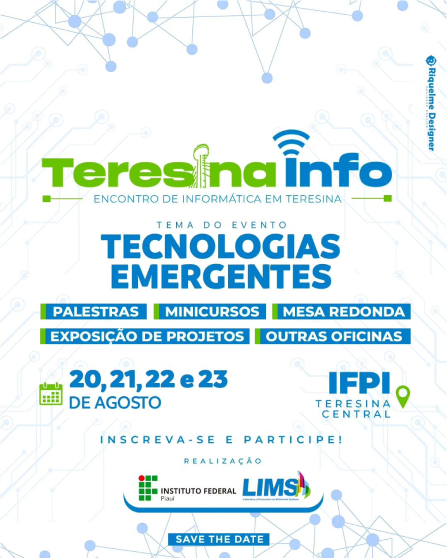 @ Riquelme Designer
Teresina info
ENCONTRO DE INFORMÁTICA EM TERESINA
TEMA DO EVENTO
TECNOLOGIAS
EMERGENTES
PALESTRAS MINICURSOS MESA REDONDA
EXPOSIÇÃO DE PROJETOS OUTRAS OFICINAS
20, 21, 22 e 23
DE AGOSTO
IFPI
TERESINA
CENTRAL
INSCREVA-SE E PARTICIPE!
REALIZAÇÃO
INSTITUTO FEDERAL
Piauí
LIMS
SAVE THE DATE